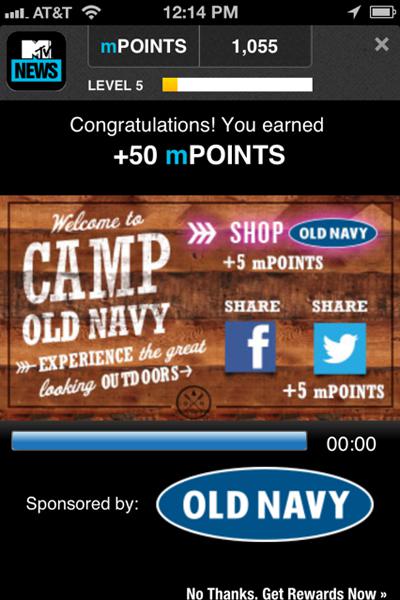 AT&T 12:14 PM
MTV
NEWS
mPOINTS 1,055
LEVEL 5
Congratulations! You earned
+50 mPOINTS
Welcome to
CAMP
OLD NAVY
EXPERIENCE the great
looking OUTDOORS
SHOP OLD NAVY
+5 mPOINTS
SHARE SHARE
f
+5 mPOINTS
00:00
Sponsored by: OLD NAVY
No Thanks. Get Rewards Now »